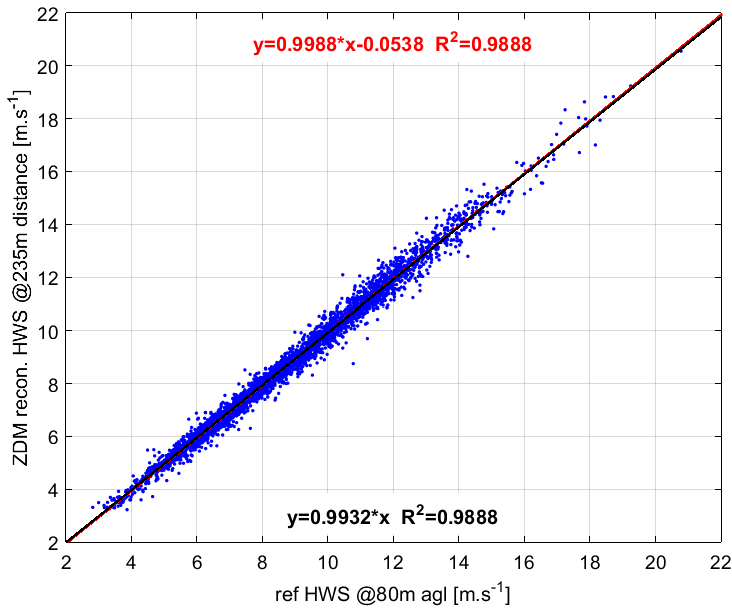 22
20
18
16
14
12
10
8
6
4
2
ZDM recon. HWS @235m distance [m.s⁻¹]
y=0.9988*x-0.0538 R²=0.9888
y=0.9932*x R²=0.9888
2 4 6 8 10 12 14 16 18 20 22
ref HWS @80m agl [m.s⁻¹]